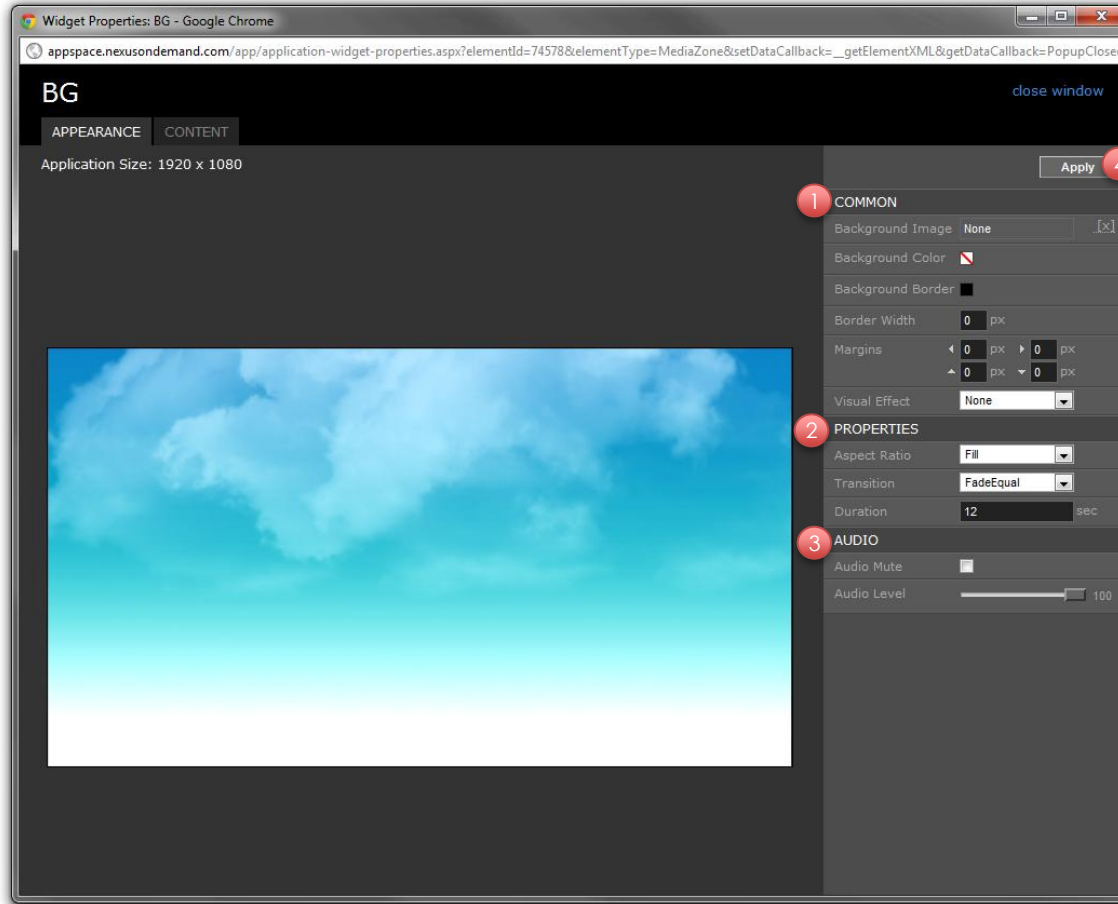 Widget Properties: BG - Google Chrome
appspace.nexusondemand.com/app/application-widget-properties.aspx?elementId=74578&elementType=MediaZone&setDataCallback=__getElementXML&getDataCallback=PopupClosed
BG
close window
APPEARANCE CONTENT
Application Size: 1920 x 1080
Apply
1 COMMON
Background Image None [x]
Background Color
Background Border
Border Width 0 px
Margins 0 px 0 px
0 px 0 px
Visual Effect None
2 PROPERTIES
Aspect Ratio Fill
Transition FadeEqual
Duration 12 sec
3 AUDIO
Audio Mute
Audio Level 100